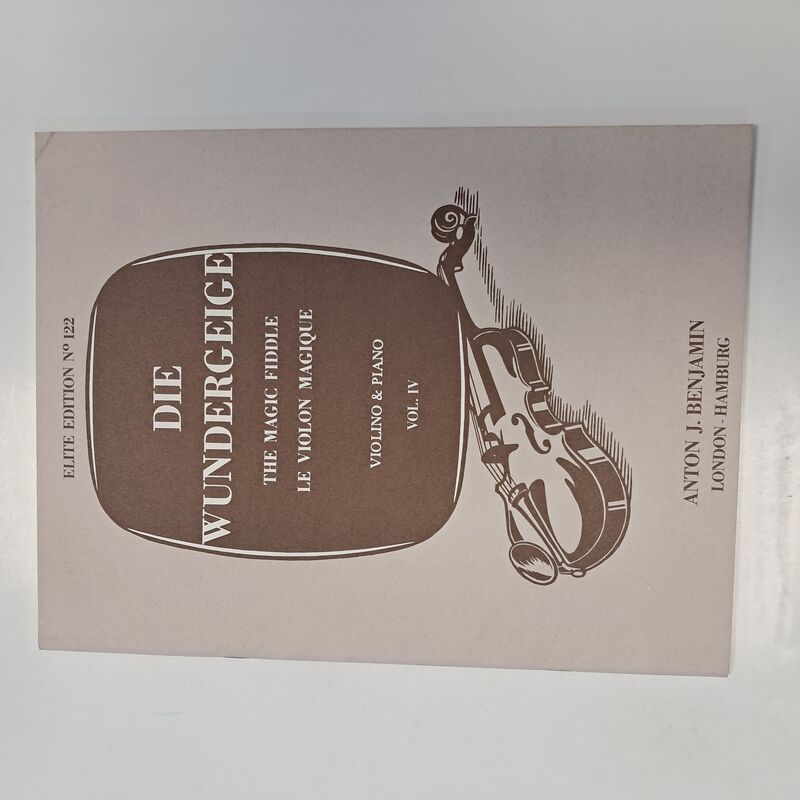 ELITE EDITION Nº 122
DIE
WUNDERGEIGE
THE MAGIC FIDDLE
LE VIOLON MAGIQUE
VIOLINO & PIANO
VOL. IV
ANTON J. BENJAMIN
LONDON - HAMBURG